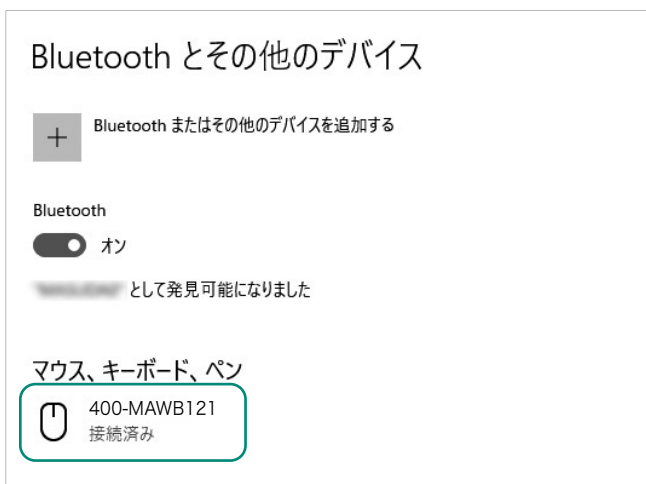 Bluetooth とその他のデバイス
Bluetooth またはその他のデバイスを追加する
Bluetooth
オン
として発見可能になりました
マウス、キーボード、ペン
400-MAWB121
接続済み